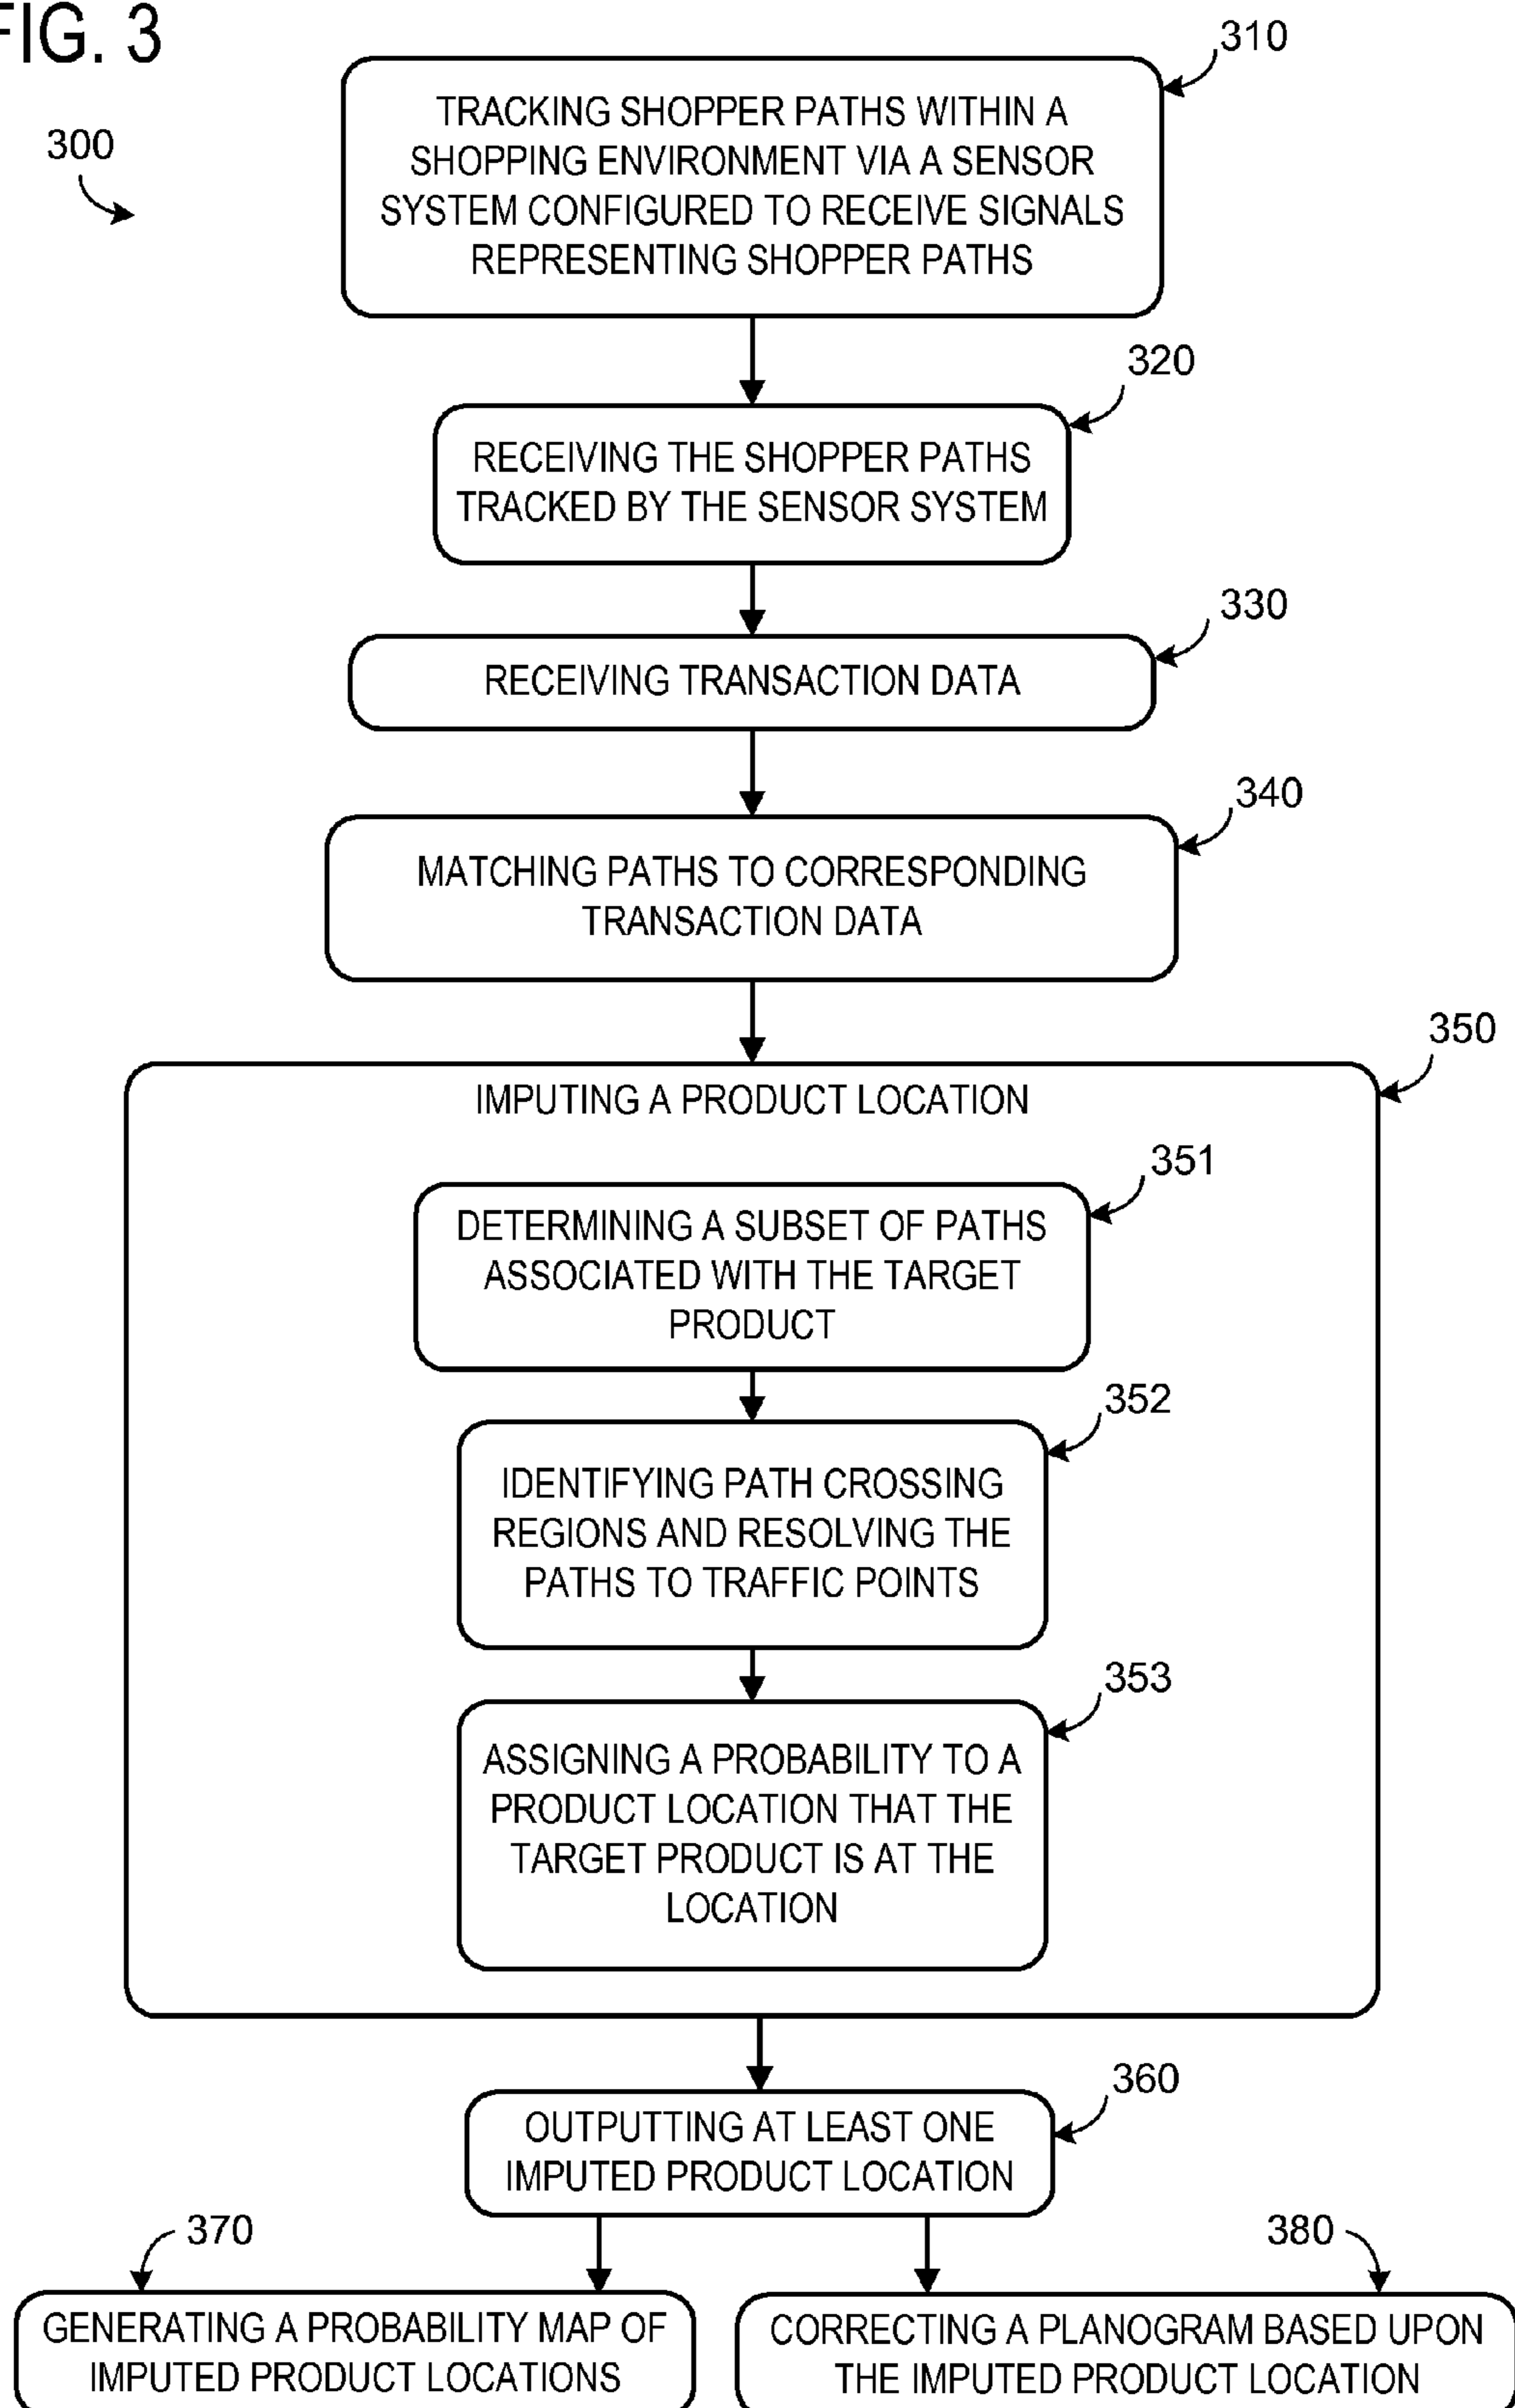 FIG. 3
300
310
TRACKING SHOPPER PATHS WITHIN A
SHOPPING ENVIRONMENT VIA A SENSOR
SYSTEM CONFIGURED TO RECEIVE SIGNALS
REPRESENTING SHOPPER PATHS
320
RECEIVING THE SHOPPER PATHS
TRACKED BY THE SENSOR SYSTEM
330
RECEIVING TRANSACTION DATA
340
MATCHING PATHS TO CORRESPONDING
TRANSACTION DATA
350
IMPUTING A PRODUCT LOCATION
351
DETERMINING A SUBSET OF PATHS
ASSOCIATED WITH THE TARGET
PRODUCT
352
IDENTIFYING PATH CROSSING
REGIONS AND RESOLVING THE
PATHS TO TRAFFIC POINTS
353
ASSIGNING A PROBABILITY TO A
PRODUCT LOCATION THAT THE
TARGET PRODUCT IS AT THE
LOCATION
360
OUTPUTTING AT LEAST ONE
IMPUTED PRODUCT LOCATION
370
GENERATING A PROBABILITY MAP OF
IMPUTED PRODUCT LOCATIONS
380
CORRECTING A PLANOGRAM BASED UPON
THE IMPUTED PRODUCT LOCATION